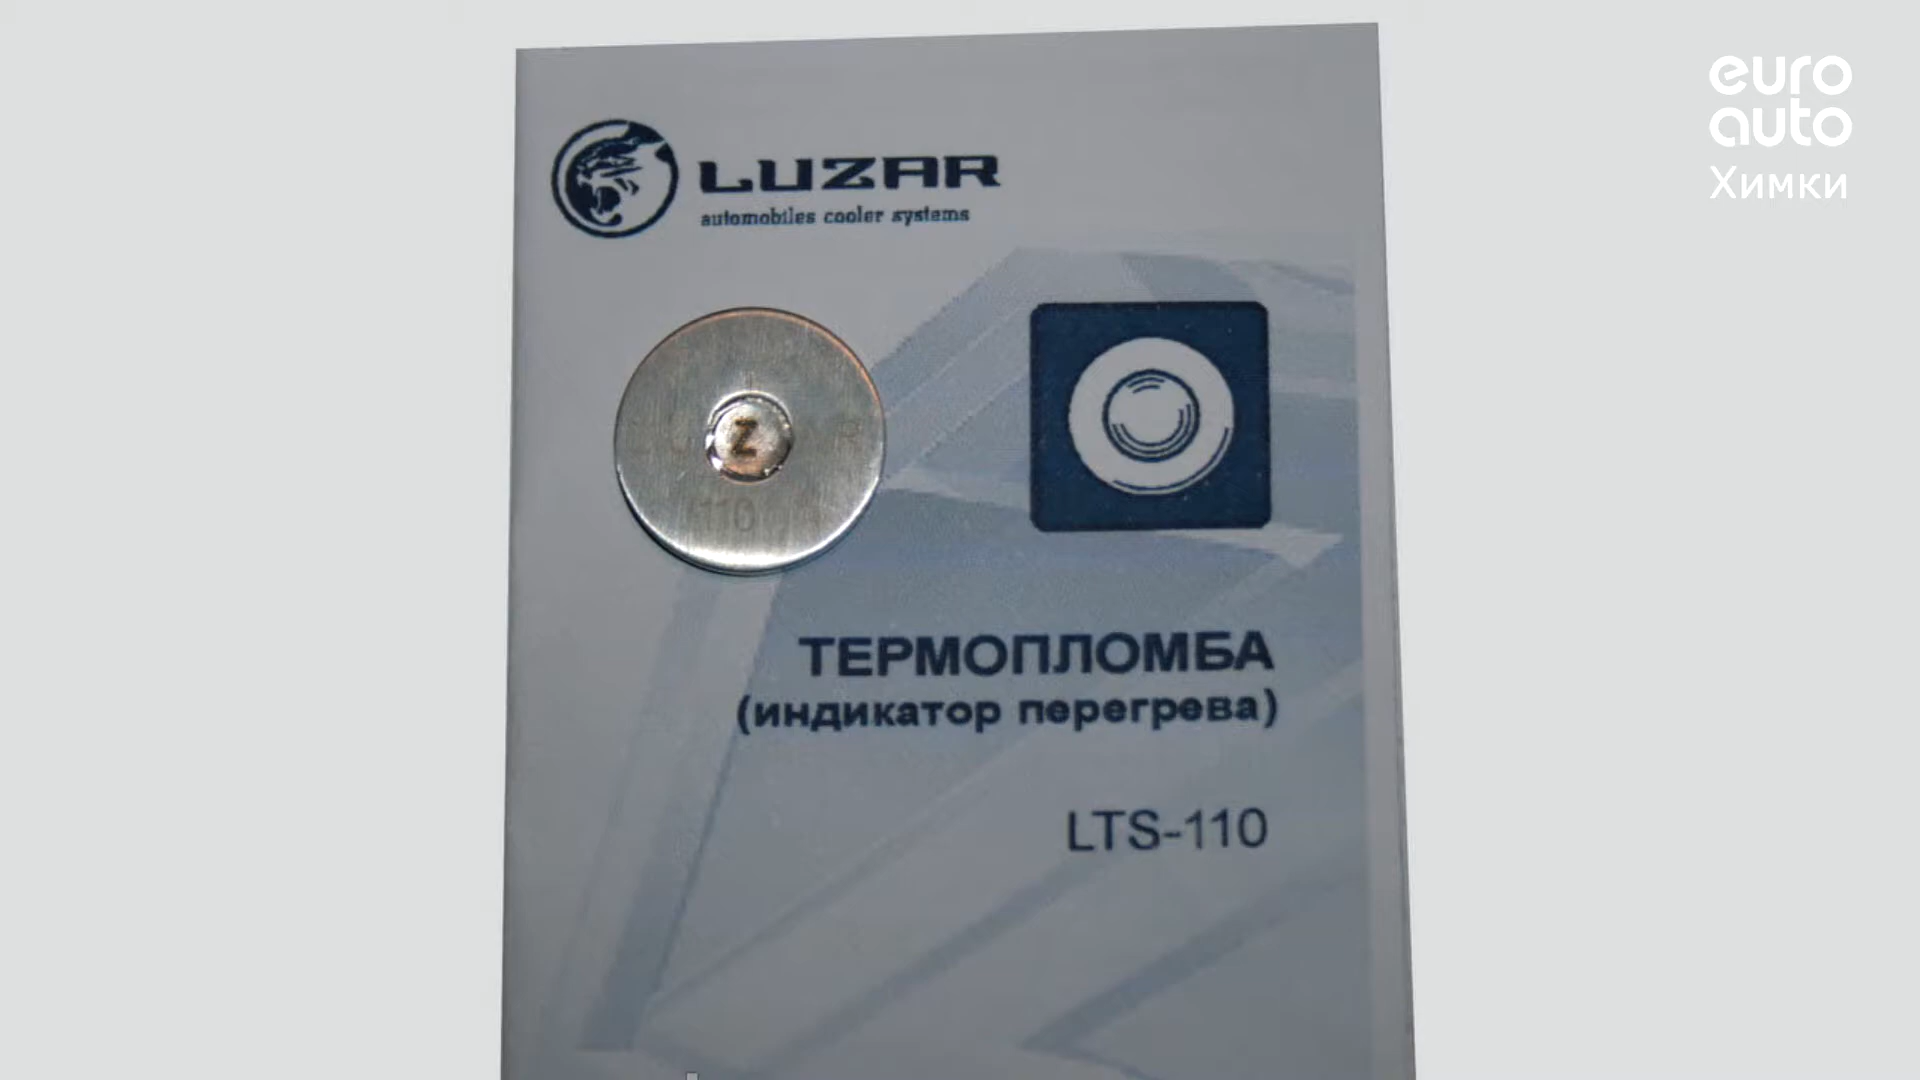 euro
auto
Химки
LUZAR
automobiles cooler systems
Z
R
110
ТЕРМОПЛОМБА
(индикатор перегрева)
LTS-110